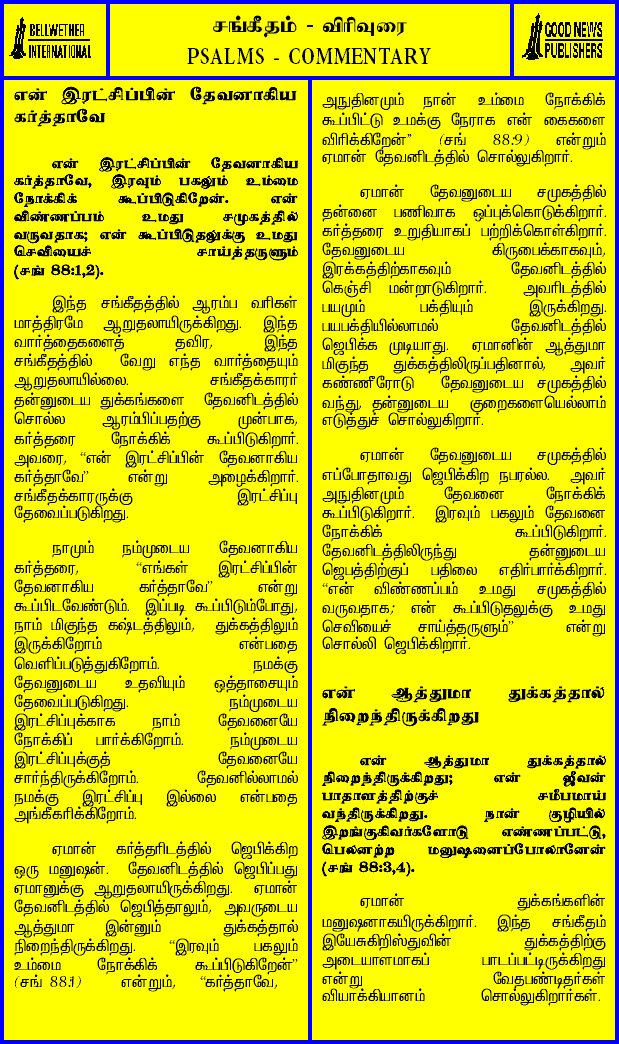 BELLWETHER
INTERNATIONAL
சங்கீதம் - விரிவுரை
PSALMS - COMMENTARY
GOOD NEWS
PUBLISHERS
என் இரட்சிப்பின் தேவனாகிய
கர்த்தாவே
என் இரட்சிப்பின் தேவனாகிய
கர்த்தாவே, இரவும் பகலும் உம்மை
நோக்கிக் கூப்பிடுகிறேன். என்
விண்ணப்பம் உமது சமுகத்தில்
வருவதாக; என் கூப்பிடுதலுக்கு உமது
செவியைச் சாய்த்தருளும்
(சங் 88:1,2).
இந்த சங்கீதத்தில் ஆரம்ப வரிகள்
மாத்திரமே ஆறுதலாயிருக்கிறது. இந்த
வார்த்தைகளைத் தவிர, இந்த
சங்கீதத்தில் வேறு எந்த வார்த்தையும்
ஆறுதலாயில்லை. சங்கீதக்காரர்
தன்னுடைய துக்கங்களை தேவனிடத்தில்
சொல்ல ஆரம்பிப்பதற்கு முன்பாக,
கர்த்தரை நோக்கிக் கூப்பிடுகிறார்.
அவரை, “என் இரட்சிப்பின் தேவனாகிய
கர்த்தாவே” என்று அழைக்கிறார்.
சங்கீதக்காரருக்கு இரட்சிப்பு
தேவைப்படுகிறது.
நாமும் நம்முடைய தேவனாகிய
கர்த்தரை, “எங்கள் இரட்சிப்பின்
தேவனாகிய கர்த்தாவே” என்று
கூப்பிடவேண்டும். இப்படி கூப்பிடும்போது,
நாம் மிகுந்த கஷ்டத்திலும், துக்கத்திலும்
இருக்கிறோம் என்பதை
வெளிப்படுத்துகிறோம். நமக்கு
தேவனுடைய உதவியும் ஒத்தாசையும்
தேவைப்படுகிறது. நம்முடைய
இரட்சிப்புக்காக நாம் தேவனையே
நோக்கிப் பார்க்கிறோம். நம்முடைய
இரட்சிப்புக்குத் தேவனையே
சார்ந்திருக்கிறோம். தேவனில்லாமல்
நமக்கு இரட்சிப்பு இல்லை என்பதை
அங்கீகரிக்கிறோம்.
ஏமான் கர்த்தரிடத்தில் ஜெபிக்கிற
ஒரு மனுஷன். தேவனிடத்தில் ஜெபிப்பது
ஏமானுக்கு ஆறுதலாயிருக்கிறது. ஏமான்
தேவனிடத்தில் ஜெபித்தாலும், அவருடைய
ஆத்துமா இன்னும் துக்கத்தால்
நிறைந்திருக்கிறது. “இரவும் பகலும்
உம்மை நோக்கிக் கூப்பிடுகிறேன்”
(சங் 88:1) என்றும், “கர்த்தாவே,
அநுதினமும் நான் உம்மை நோக்கிக்
கூப்பிட்டு உமக்கு நேராக என் கைகளை
விரிக்கிறேன்” (சங் 88:9) என்றும்
ஏமான் தேவனிடத்தில் சொல்லுகிறார்.
ஏமான் தேவனுடைய சமுகத்தில்
தன்னை பணிவாக ஒப்புக்கொடுக்கிறார்.
கர்த்தரை உறுதியாகப் பற்றிக்கொள்கிறார்.
தேவனுடைய கிருபைக்காகவும்,
இரக்கத்திற்காகவும் தேவனிடத்தில்
கெஞ்சி மன்றாடுகிறார். அவரிடத்தில்
பயமும் பக்தியும் இருக்கிறது.
பயபக்தியில்லாமல் தேவனிடத்தில்
ஜெபிக்க முடியாது. ஏமானின் ஆத்துமா
மிகுந்த துக்கத்திலிருப்பதினால், அவர்
கண்ணீரோடு தேவனுடைய சமுகத்தில்
வந்து, தன்னுடைய குறைகளையெல்லாம்
எடுத்துச் சொல்லுகிறார்.
ஏமான் தேவனுடைய சமுகத்தில்
எப்போதாவது ஜெபிக்கிற நபரல்ல. அவர்
அநுதினமும் தேவனை நோக்கிக்
கூப்பிடுகிறார். இரவும் பகலும் தேவனை
நோக்கிக் கூப்பிடுகிறார்.
தேவனிடத்திலிருந்து தன்னுடைய
ஜெபத்திற்குப் பதிலை எதிர்பார்க்கிறார்.
“என் விண்ணப்பம் உமது சமுகத்தில்
வருவதாக; என் கூப்பிடுதலுக்கு உமது
செவியைச் சாய்த்தருளும்” என்று
சொல்லி ஜெபிக்கிறார்.
என் ஆத்துமா துக்கத்தால்
நிறைந்திருக்கிறது
என் ஆத்துமா துக்கத்தால்
நிறைந்திருக்கிறது; என் ஜீவன்
பாதாளத்திற்குச் சமீபமாய்
வந்திருக்கிறது. நான் குழியில்
இறங்குகிறவர்களோடு எண்ணப்பட்டு,
பெலனற்ற மனுஷனைப்போலானேன்
(சங் 88:3,4).
ஏமான் துக்கங்களின்
மனுஷனாகயிருக்கிறார். இந்த சங்கீதம்
இயேசுகிறிஸ்துவின் துக்கத்திற்கு
அடையாளமாகப் பாடப்பட்டிருக்கிறது
என்று வேதபண்டிதர்கள்
வியாக்கியானம் சொல்லுகிறார்கள்.